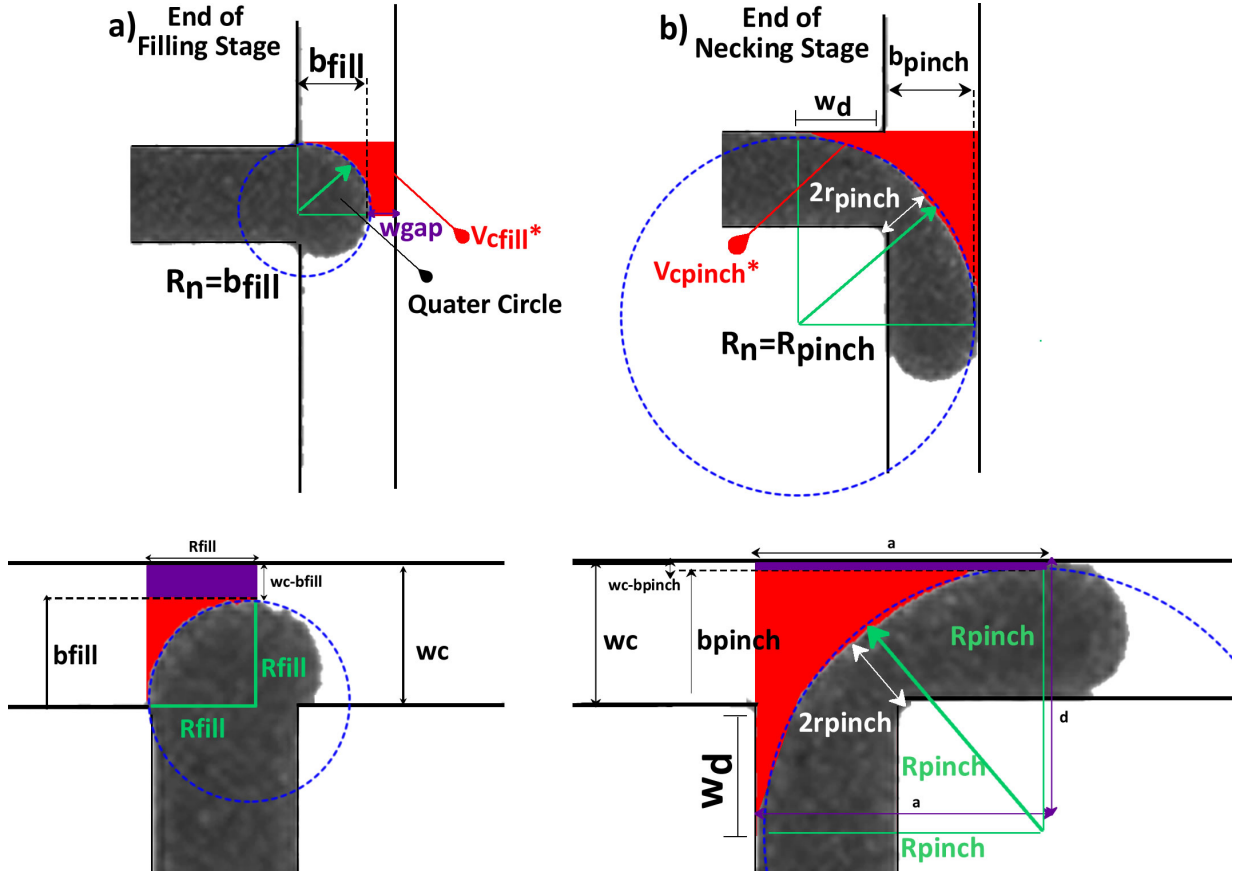 a)
End of
Filling Stage
bfill
wgap
Vcfill*
Rn=bfill
Quater Circle
b)
End of
Necking Stage
bpinch
wd
2rpinch
Vcpinch*
Rn=Rpinch
Rfill
wc-bfill
bfill
Rfill
wc
Rfill
a
wc-bpinch
wc
bpinch
Rpinch
2rpinch
d
wd
Rpinch
a
Rpinch